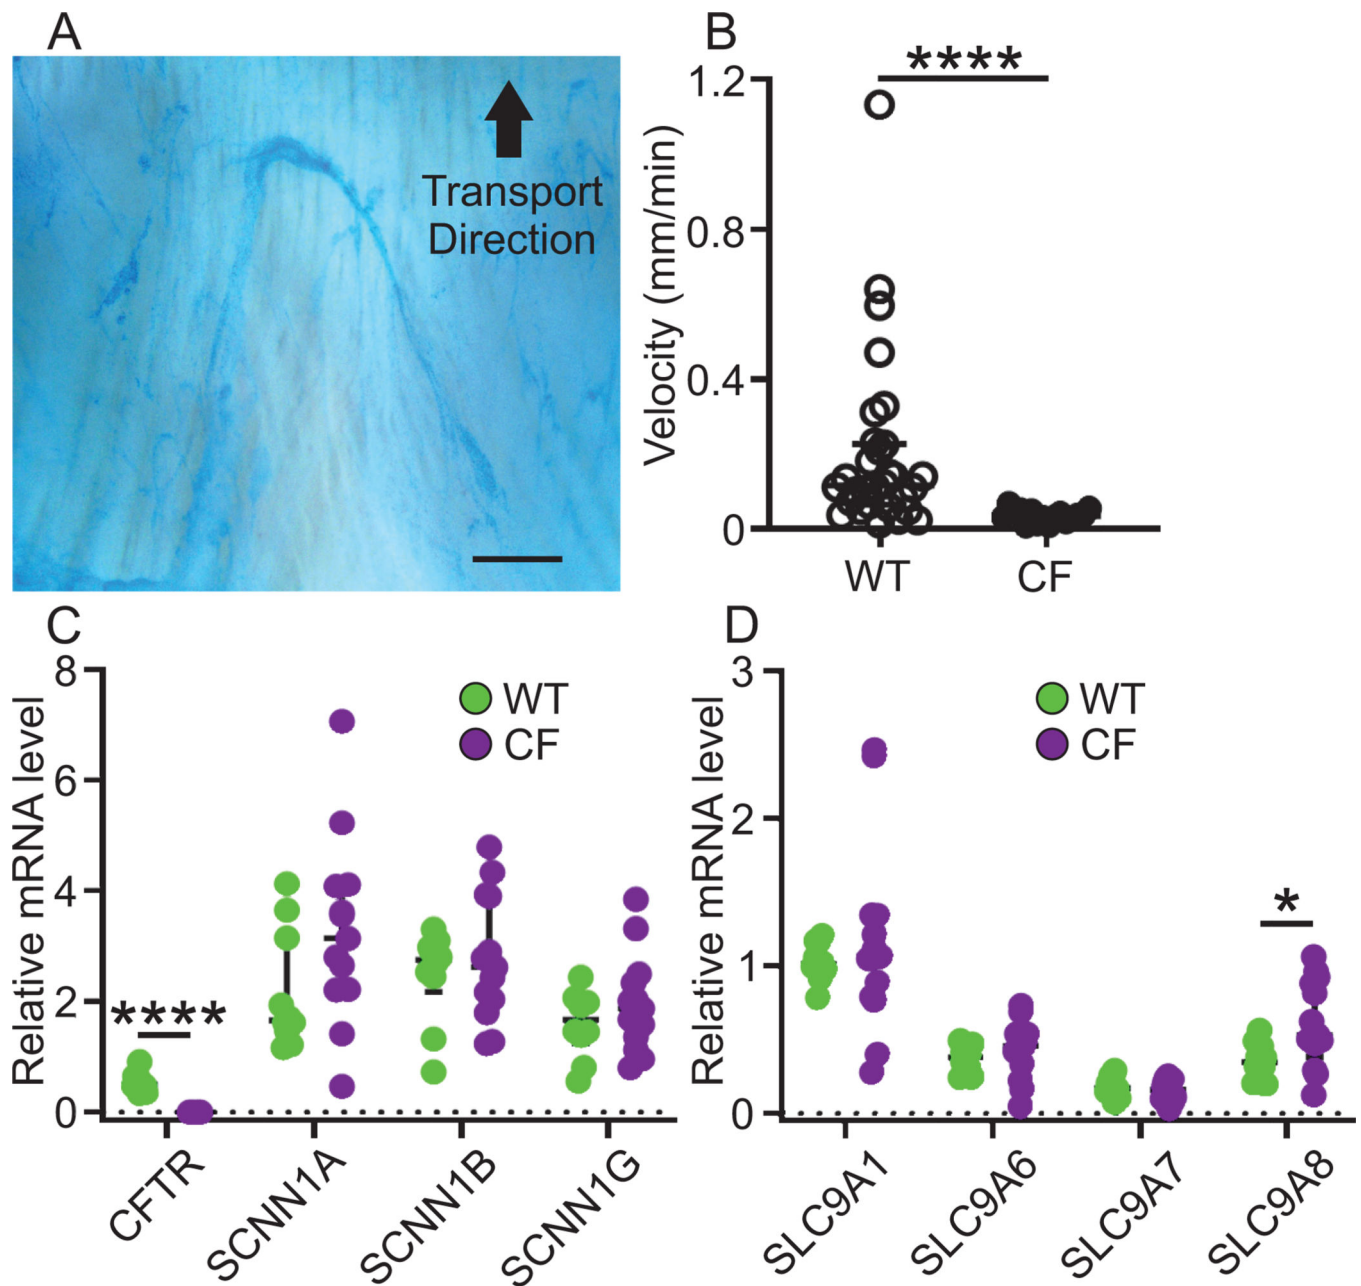 A
Transport
Direction
B
****
Velocity (mm/min)
1.2
0.8
0.4
0
WT
CF
C
Relative mRNA level
8
6
4
2
0
WT
CF
****
CFTR
SCNN1A
SCNN1B
SCNN1G
D
Relative mRNA level
3
2
1
0
WT
CF
*
SLC9A1
SLC9A6
SLC9A7
SLC9A8